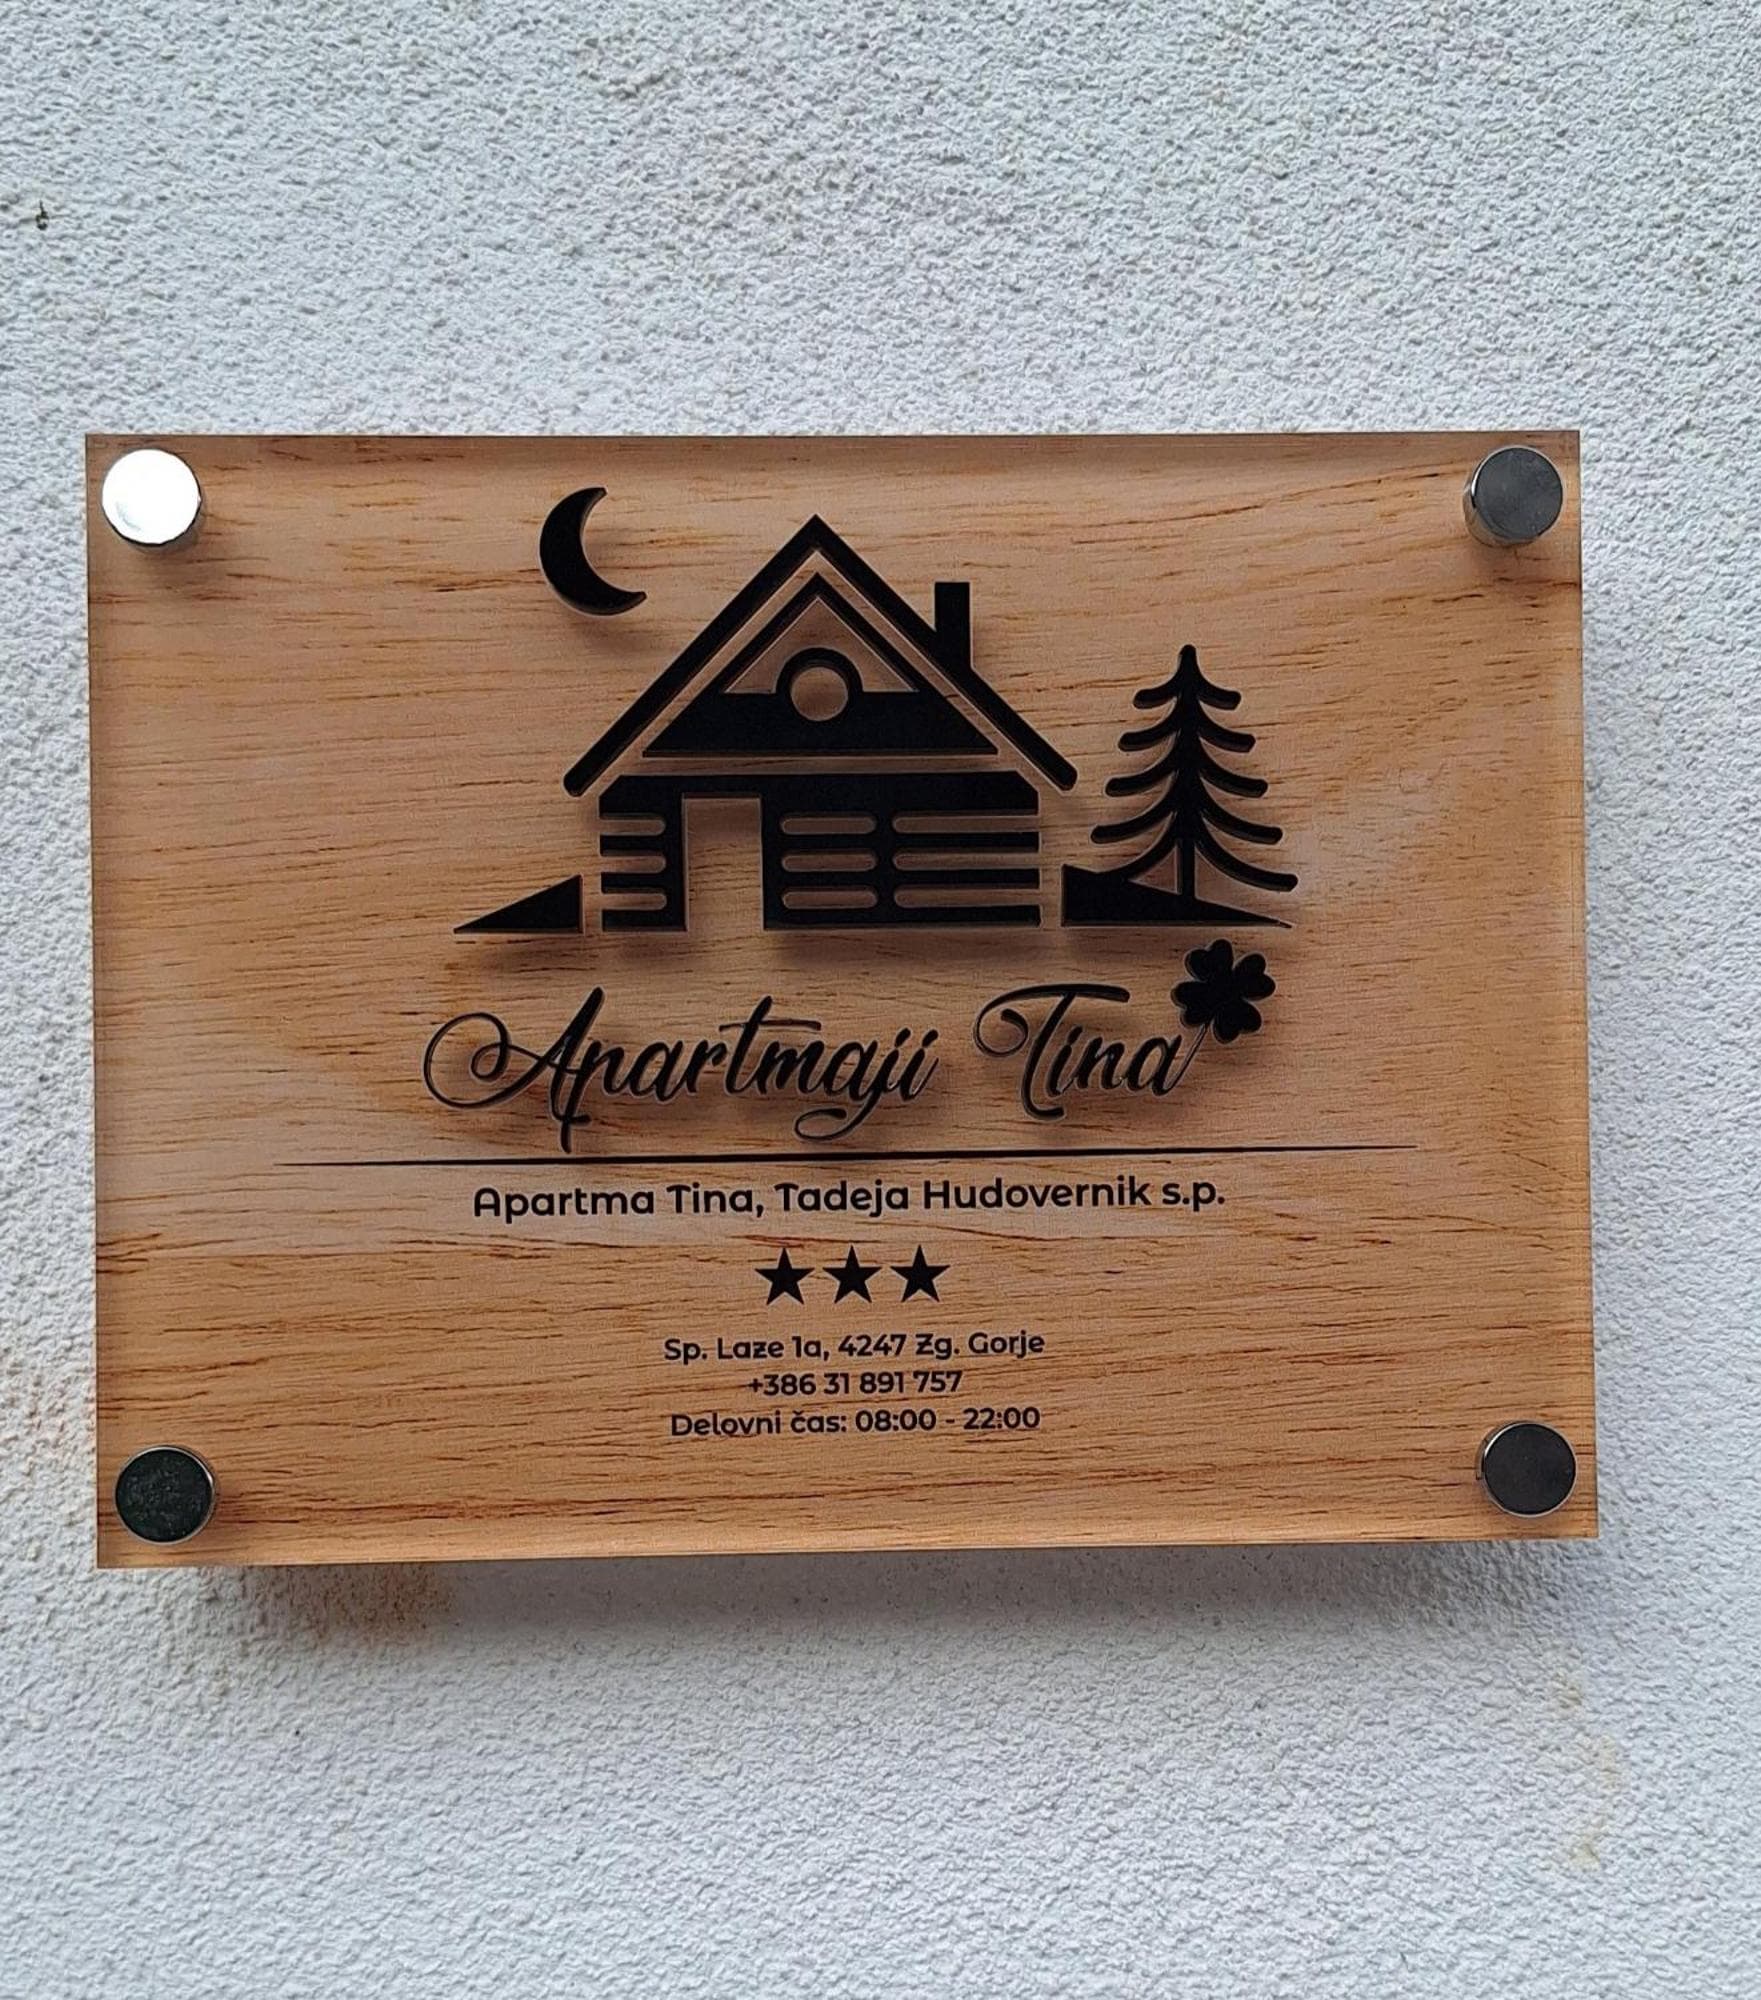 Apartmaji Tina
Apartma Tina, Tadeja Hudovernik s.p.
★★★
Sp. Laze 1a, 4247 Zg. Gorje
+386 31 891 757
Delovni čas: 08:00 - 22:00